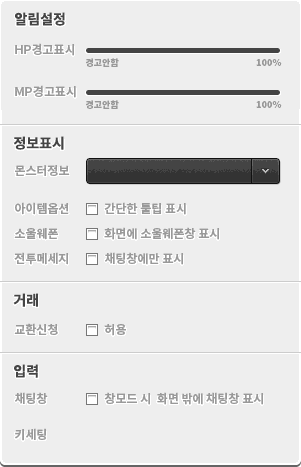 알림설정
HP경고표시
경고안함 100%
MP경고표시
경고안함 100%
정보표시
몬스터정보
아이템옵션 간단한 툴팁 표시
소울웨폰 화면에 소울웨폰창 표시
전투메세지 채팅창에만 표시
거래
교환신청 허용
입력
채팅창 창모드 시 화면 밖에 채팅창 표시
키세팅